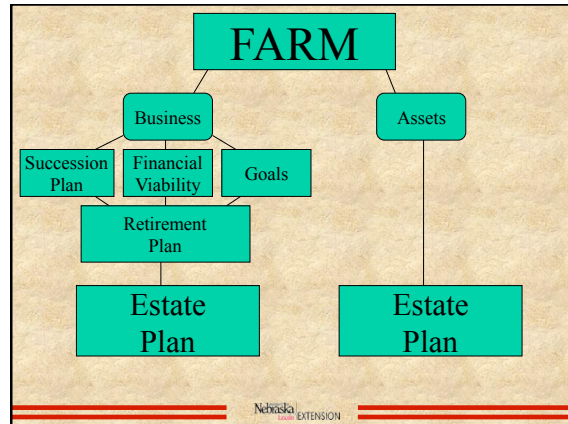 FARM
Business
Assets
Succession
Plan
Financial
Viability
Goals
Retirement
Plan
Estate
Plan
Estate
Plan
Nebraska
Lincoln EXTENSION